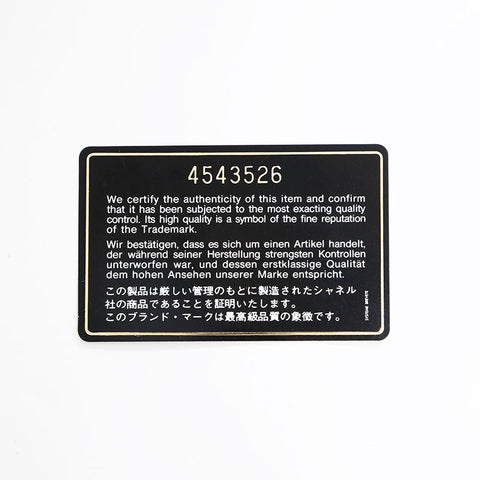 4543526
We certify the authenticity of this item and confirm
that it has been subjected to the most exacting quality
control. Its high quality is a symbol of the fine reputation
of the Trademark.
Wir bestätigen, dass es sich um einen Artikel handelt,
der während seiner Herstellung strengsten Kontrollen
unterworfen war, und dessen erstklassige Qualität
dem hohen Ansehen unserer Marke entspricht.
この製品は厳しい管理のもとに製造されたシャネル
社の商品であることを証明いたします。
このブランド・マークは最高級品質の象徴です。